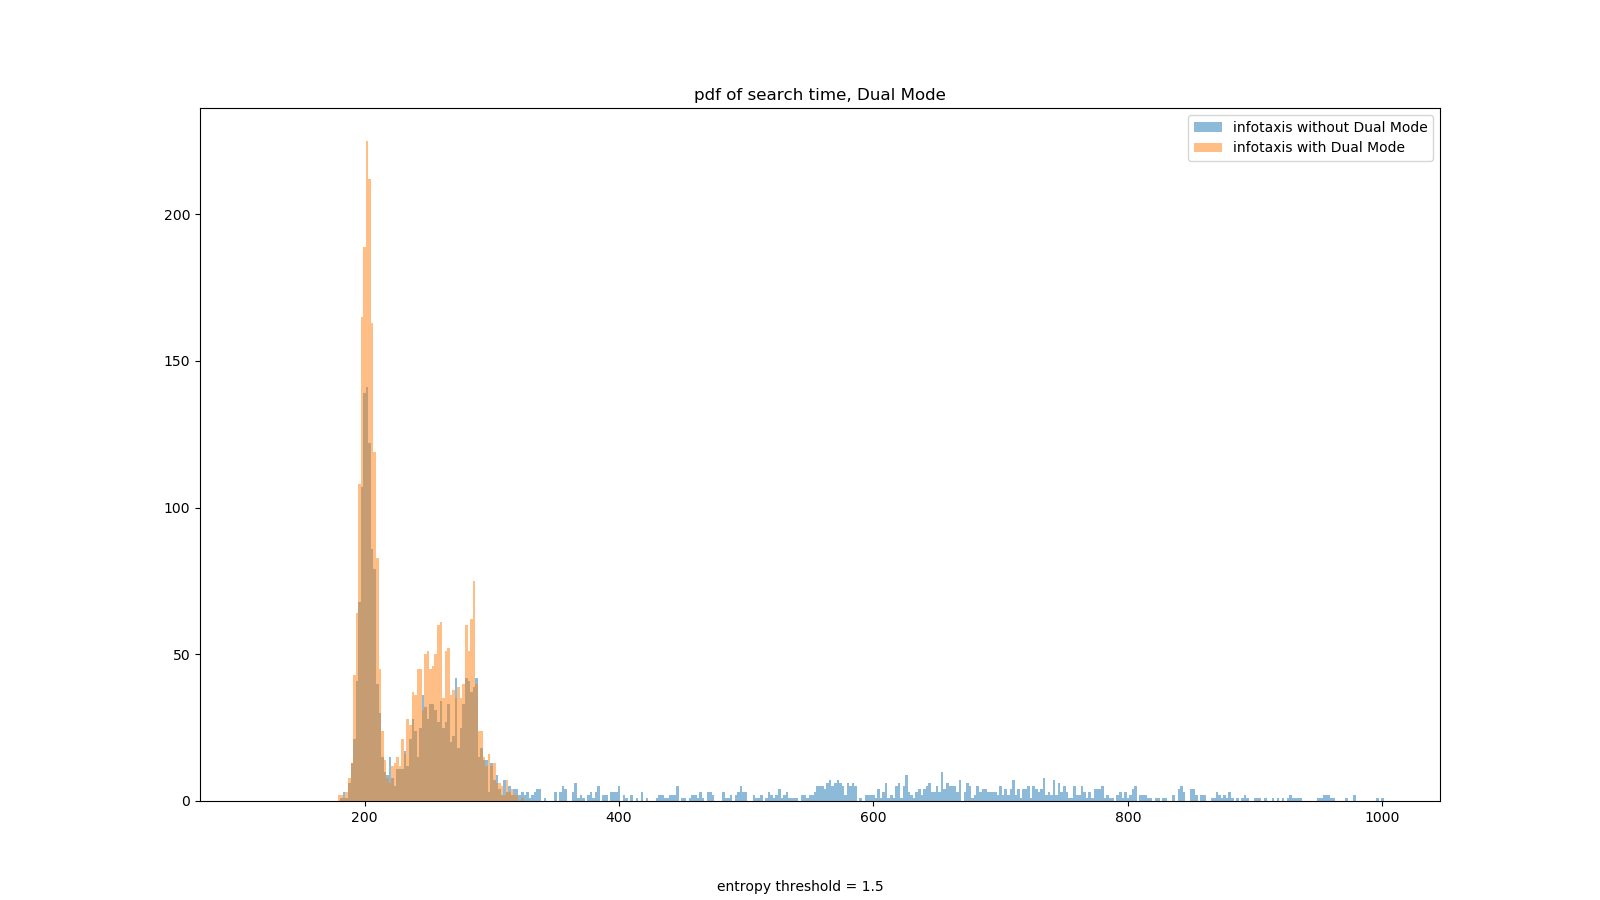 pdf of search time, Dual Mode
infotaxis without Dual Mode
infotaxis with Dual Mode
200
150
100
50
0
200 400 600 800 1000
entropy threshold = 1.5